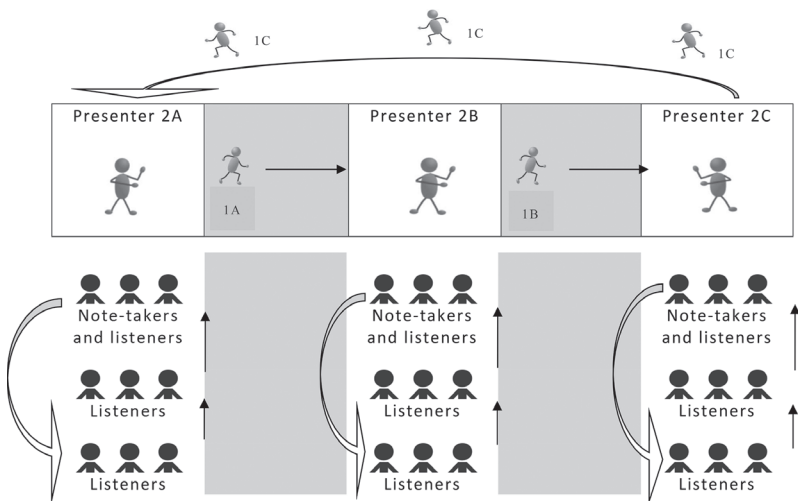 1C
1C
1C
Presenter 2A
Presenter 2B
Presenter 2C
1A
1B
Note-takers
and listeners
Note-takers
and listeners
Note-takers
and listeners
Listeners
Listeners
Listeners
Listeners
Listeners
Listeners